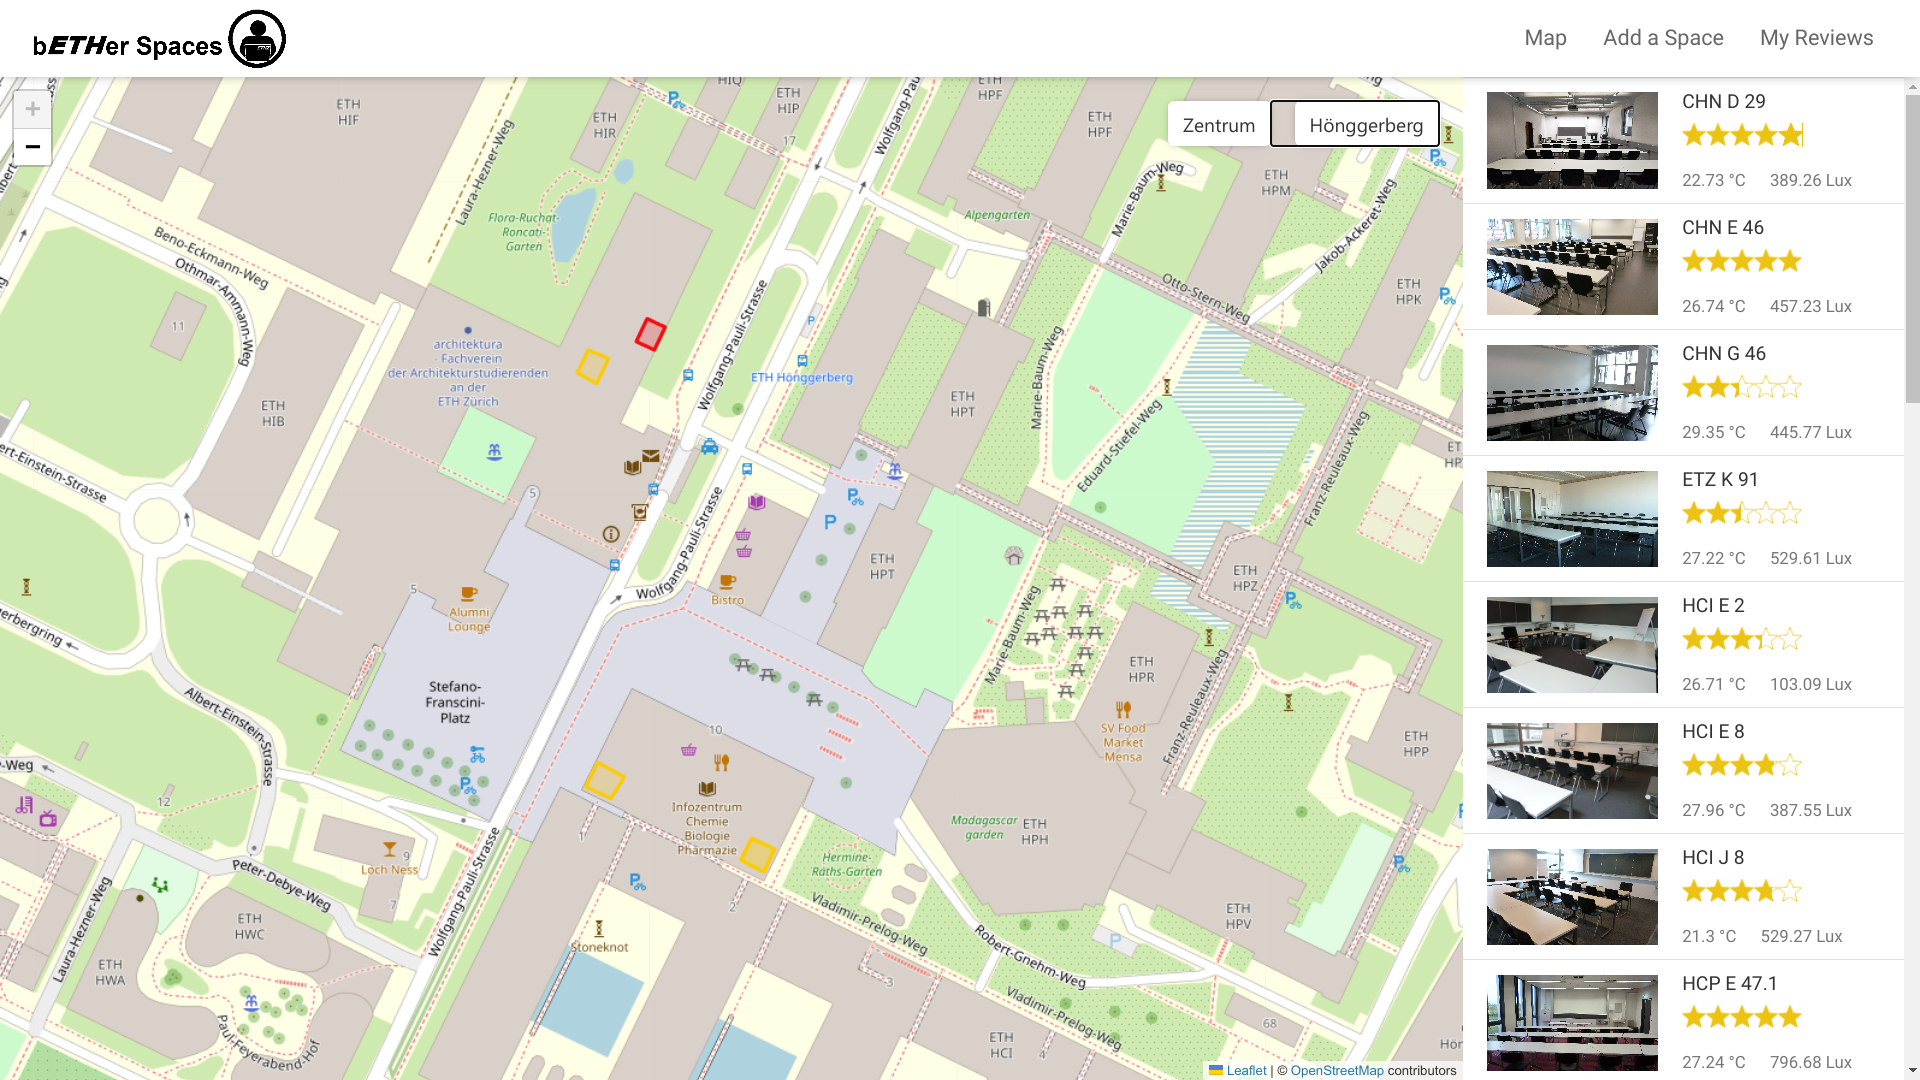 bETHer Spaces
Map
Add a Space
My Reviews
+
−
Zentrum
Hönggerberg
ETH
HIF
ETH
HIR
HIQ
ETH
HIP
17
ETH
HPF
ETH
HPF
ETH
HPM
ETH
HPK
Laura-Hezner-Weg
Wolfgang-Pauli-Strasse
Marie-Baum-Weg
Jakob-Ackeret-Weg
Alpengarten
Flora-Ruchat-
Roncati-
Garten
Beno-Eckmann-Weg
Othmar-Ammann-Weg
Otto-Stern-Weg
11
architektura
- Fachverein
der Architekturstudierenden
an der
ETH Zürich
ETH
HIB
P
ETH Hönggerberg
Wolfgang-Pauli-Strasse
ETH
HPT
Marie-Baum-Weg
Eduard-Stiefel-Weg
Franz-Reuleaux-Weg
5
P
ETH
HPT
Wolfgang-Pauli-Strasse
ETH
HPZ
5
Alumni
Lounge
Bistro
Marie-Baum-Weg
Stefano-
Franscini-
Platz
ETH
HPR
SV Food
Market
Mensa
Franz-Reuleaux-Weg
Albert-Einstein-Strasse
10
Infozentrum
Chemie
Biologie
Pharmazie
ETH
HPP
Madagascar
garden
ETH
HPH
12
9
Loch Ness
7
Peter-Debye-Weg
Wolfgang-Pauli-Strasse
1
2
3
4
Hermine-
Raths-Garten
Vladimir-Prelog-Weg
Robert-Gnehm-Weg
Vladimir-Prelog-Weg
P
ETH
HPV
ETH
HWC
ETH
HWA
Laura-Hezner-Weg
Paul-Feyerabend-Hof
Stoneknot
ETH
HCI
68
Leaflet | © OpenStreetMap contributors
CHN D 29
22.73 °C 389.26 Lux
CHN E 46
26.74 °C 457.23 Lux
CHN G 46
29.35 °C 445.77 Lux
ETZ K 91
27.22 °C 529.61 Lux
HCI E 2
26.71 °C 103.09 Lux
HCI E 8
27.96 °C 387.55 Lux
HCI J 8
21.3 °C 529.27 Lux
HCP E 47.1
27.24 °C 796.68 Lux